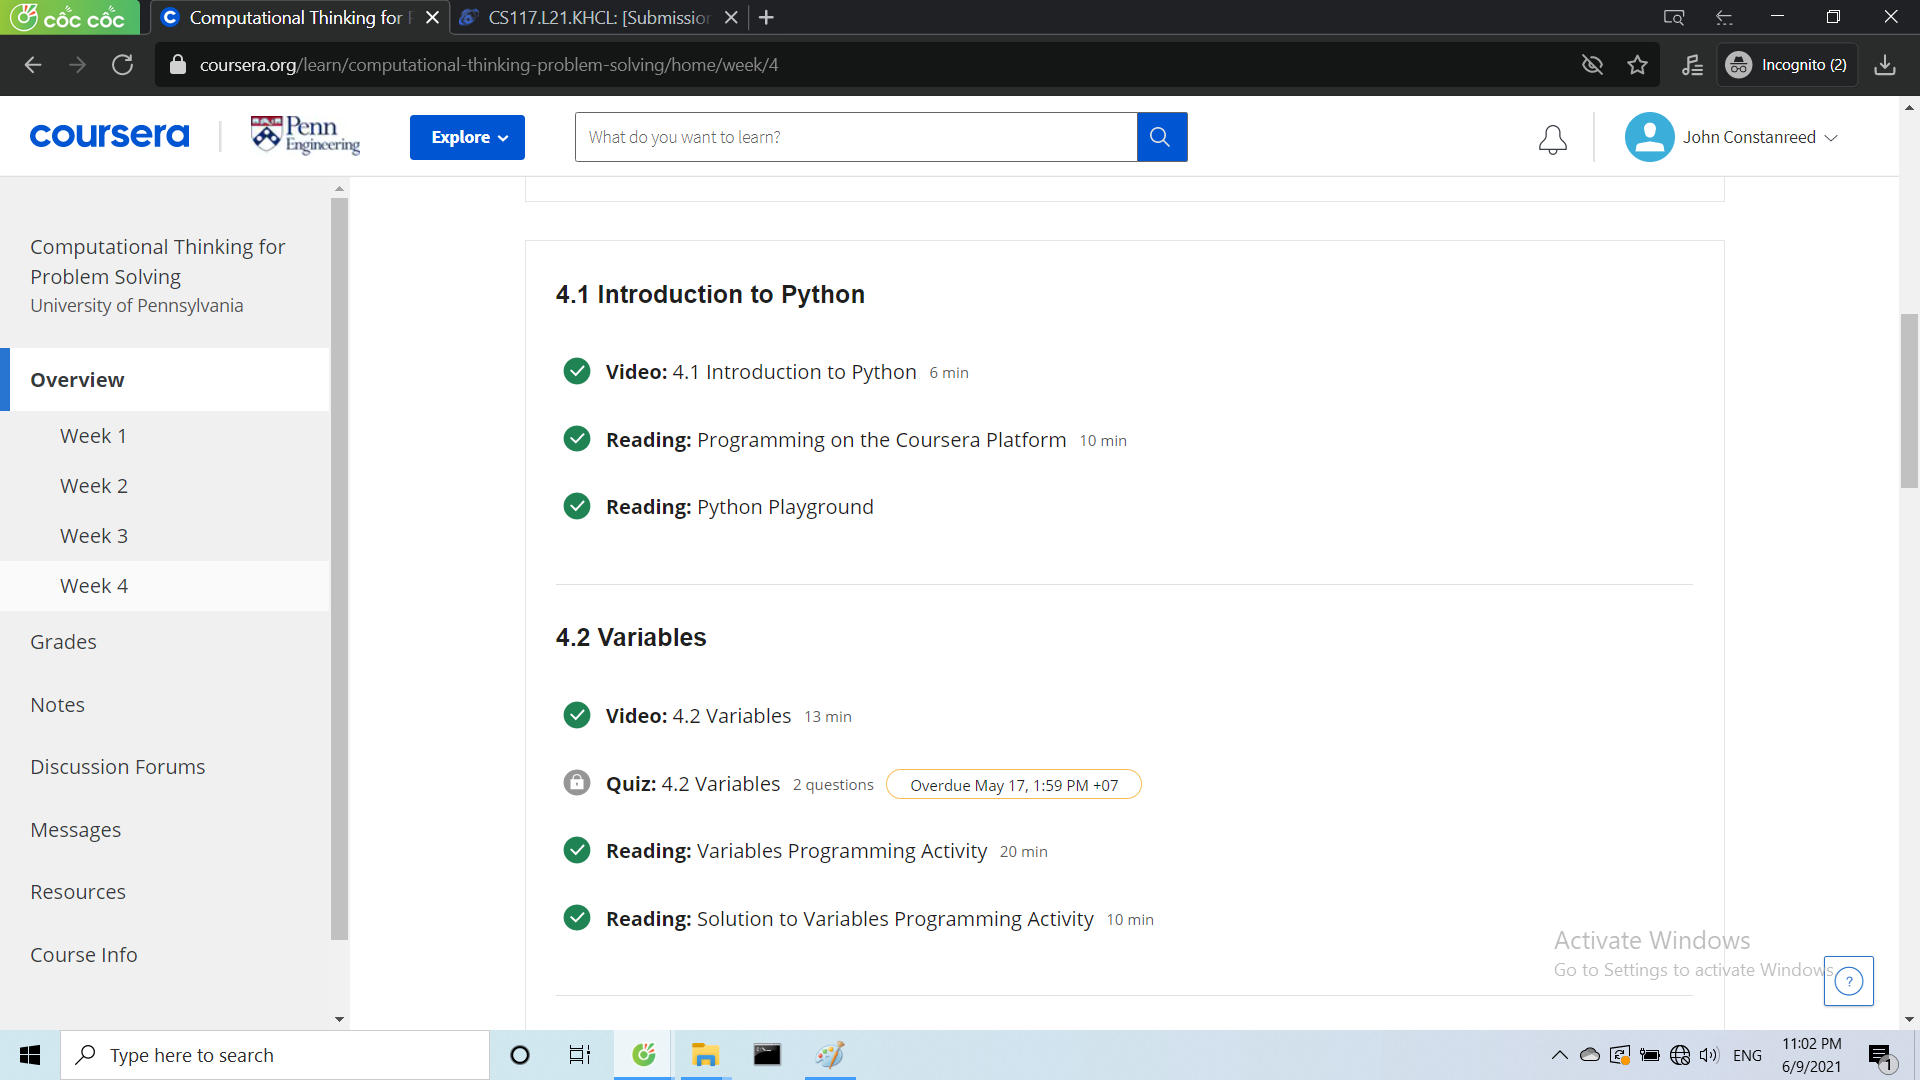 cốc cốc
Computational Thinking for P
CS117.L21.KHCL: [Submission
coursera.org/learn/computational-thinking-problem-solving/home/week/4
Incognito (2)
coursera
Penn
Engineering
Explore
What do you want to learn?
John Constanreed
Computational Thinking for
Problem Solving
University of Pennsylvania
Overview
Week 1
Week 2
Week 3
Week 4
Grades
Notes
Discussion Forums
Messages
Resources
Course Info
4.1 Introduction to Python
Video: 4.1 Introduction to Python 6 min
Reading: Programming on the Coursera Platform 10 min
Reading: Python Playground
4.2 Variables
Video: 4.2 Variables 13 min
Quiz: 4.2 Variables 2 questions Overdue May 17, 1:59 PM +07
Reading: Variables Programming Activity 20 min
Reading: Solution to Variables Programming Activity 10 min
Activate Windows
Go to Settings to activate Windows.
?
Type here to search
ENG
11:02 PM
6/9/2021
1